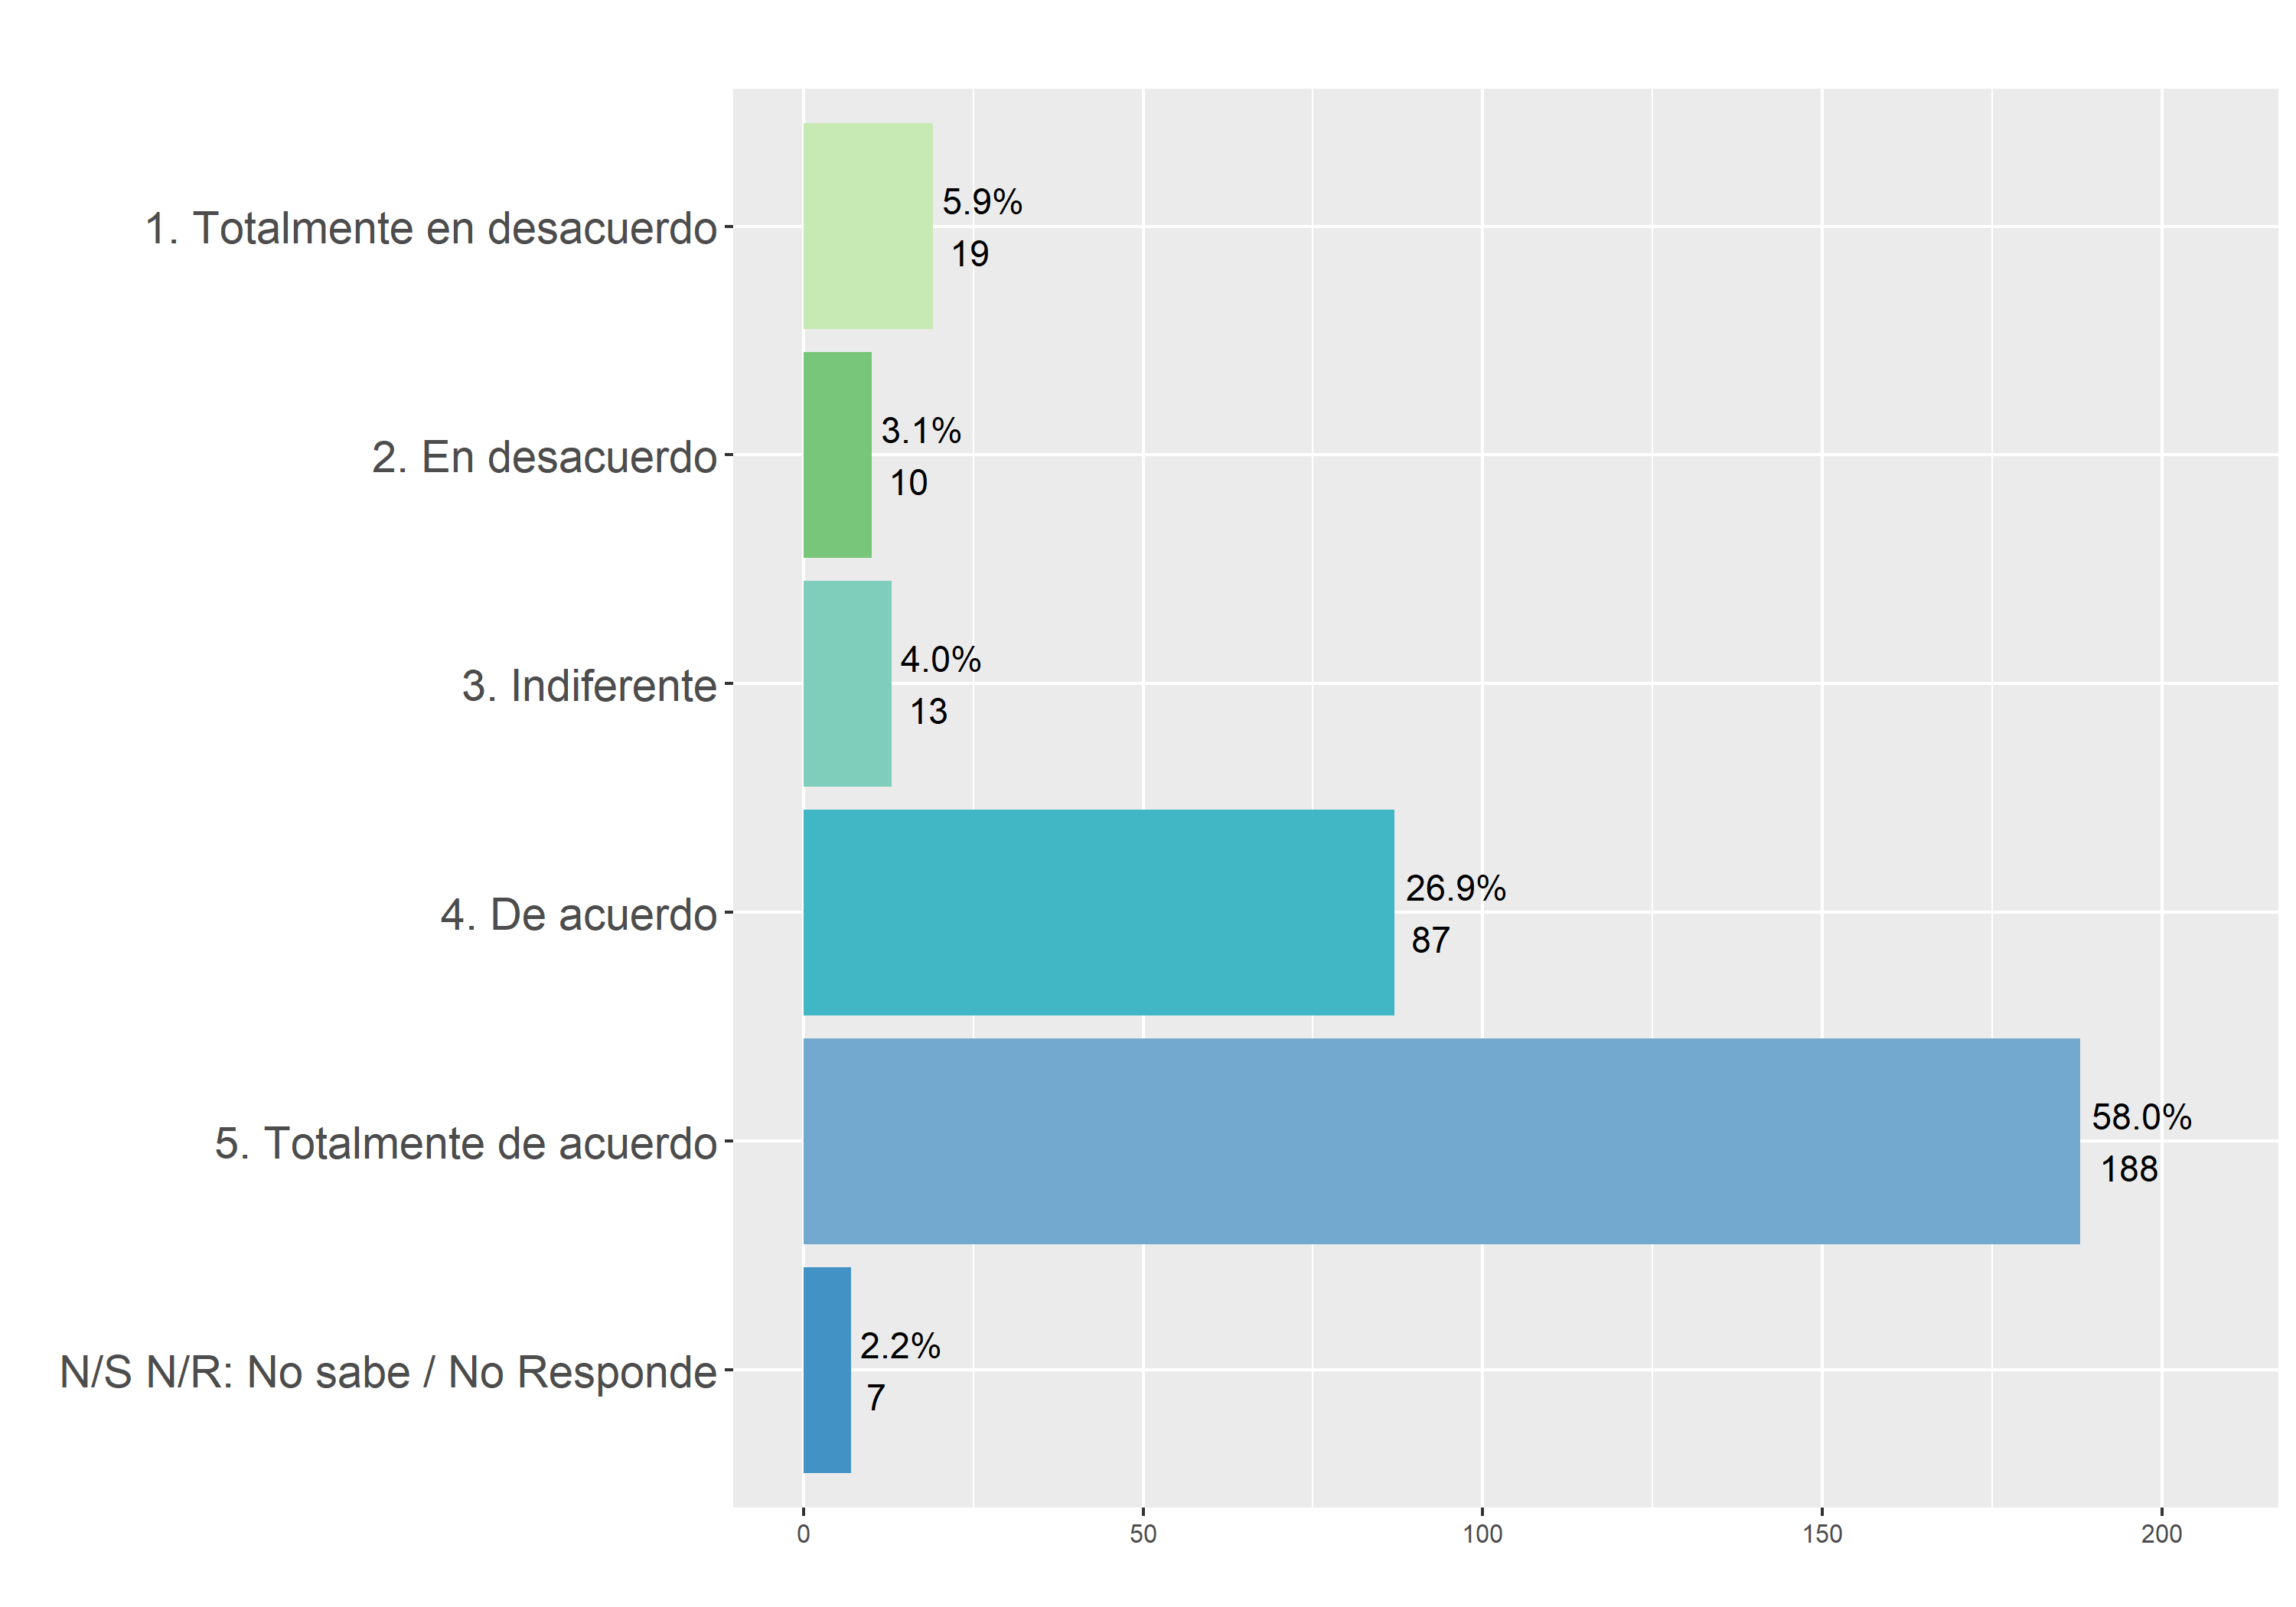 1. Totalmente en desacuerdo
5.9%
19
2. En desacuerdo
3.1%
10
3. Indiferente
4.0%
13
4. De acuerdo
26.9%
87
5. Totalmente de acuerdo
58.0%
188
N/S N/R: No sabe / No Responde
2.2%
7
0 50 100 150 200